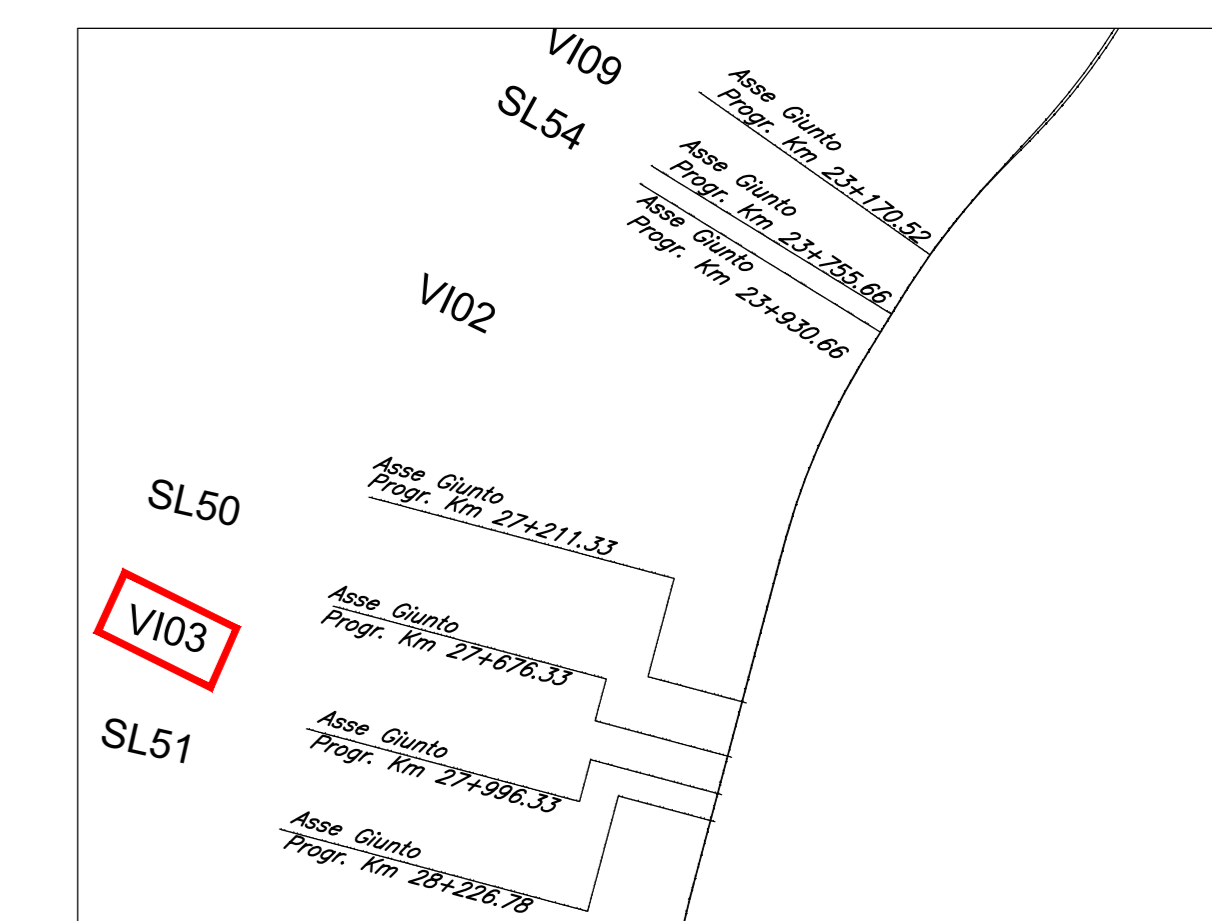 VI09
SL54
Asse Giunto
Progr. Km 23+170.52
Asse Giunto
Progr. Km 23+755.66
Asse Giunto
Progr. Km 23+930.66
VI02
Asse Giunto
Progr. Km 27+211.33
SL50
Asse Giunto
Progr. Km 27+676.33
VI03
Asse Giunto
Progr. Km 27+996.33
SL51
Asse Giunto
Progr. Km 28+226.78